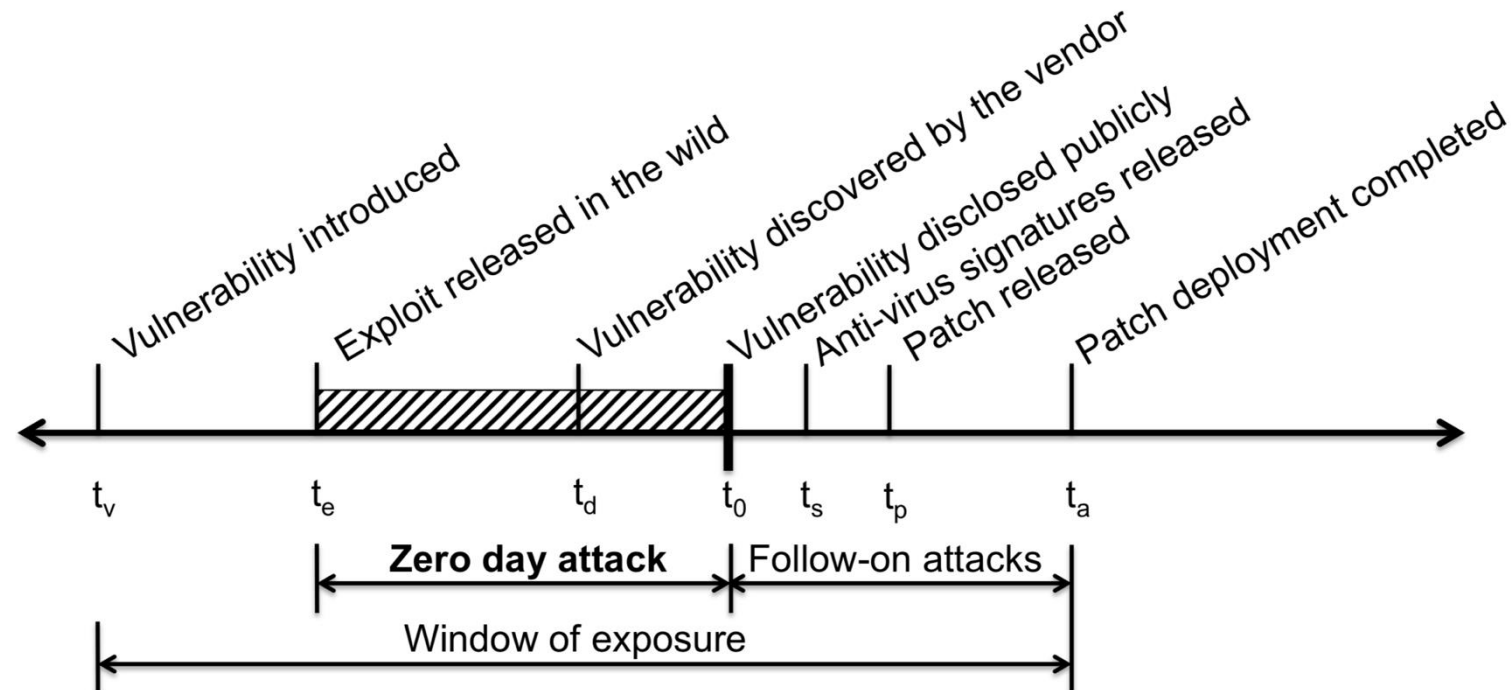 Vulnerability introduced
Exploit released in the wild
Vulnerability discovered by the vendor
Vulnerability disclosed publicly
Anti-virus signatures released
Patch released
Patch deployment completed
tᵥ
tₑ
t_d
t₀
tₛ
tₚ
tₐ
Zero day attack
Follow-on attacks
Window of exposure